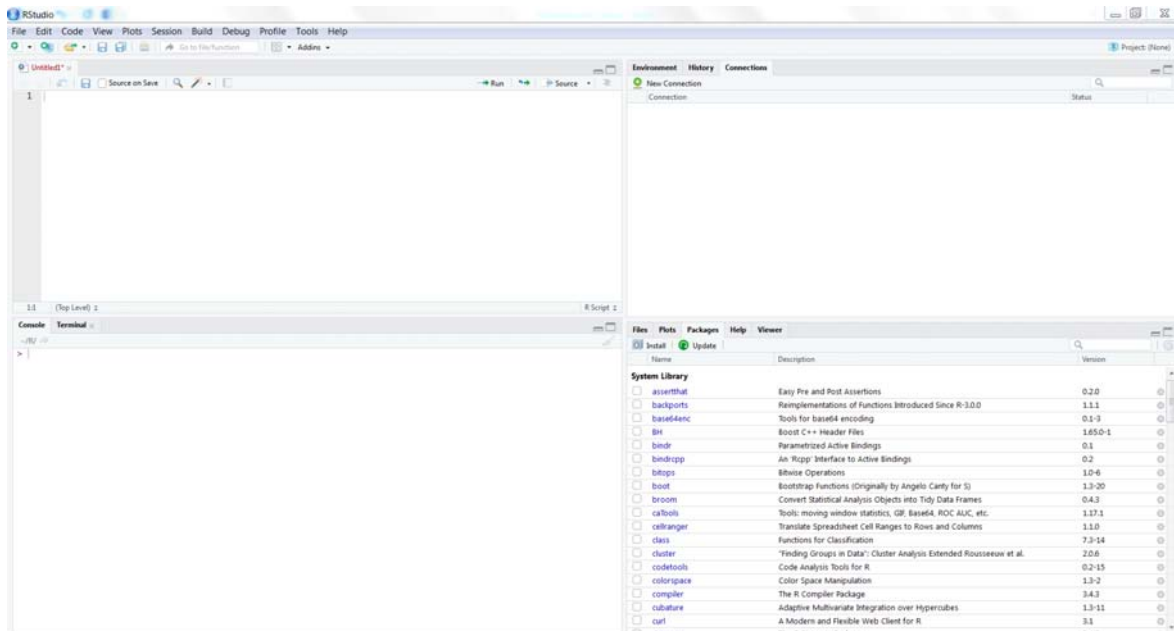 RStudio
File Edit Code View Plots Session Build Debug Profile Tools Help
Go to file/function Addins Project: (None)
Untitled1*
Source on Save Run Source
1
1:1 (Top Level) R Script
Console Terminal
~/R/
>
Environment History Connections
New Connection
Connection Status
Files Plots Packages Help Viewer
Install Update
Name Description Version
System Library
assertthat Easy Pre and Post Assertions 0.2.0
backports Reimplementations of Functions Introduced Since R-3.0.0 1.1.1
base64enc Tools for base64 encoding 0.1-3
BH Boost C++ Header Files 1.65.0-1
bindr Parametrized Active Bindings 0.1
bindrcpp An 'Rcpp' Interface to Active Bindings 0.2
bitops Bitwise Operations 1.0-6
boot Bootstrap Functions (Originally by Angelo Canty for S) 1.3-20
broom Convert Statistical Analysis Objects into Tidy Data Frames 0.4.3
caTools Tools: moving window statistics, GIF, Base64, ROC AUC, etc. 1.17.1
cellranger Translate Spreadsheet Cell Ranges to Rows and Columns 1.1.0
class Functions for Classification 7.3-14
cluster "Finding Groups in Data": Cluster Analysis Extended Rousseeuw et al. 2.0.6
codetools Code Analysis Tools for R 0.2-15
colorspace Color Space Manipulation 1.3-2
compiler The R Compiler Package 3.4.3
cubature Adaptive Multivariate Integration over Hypercubes 1.3-11
curl A Modern and Flexible Web Client for R 3.1